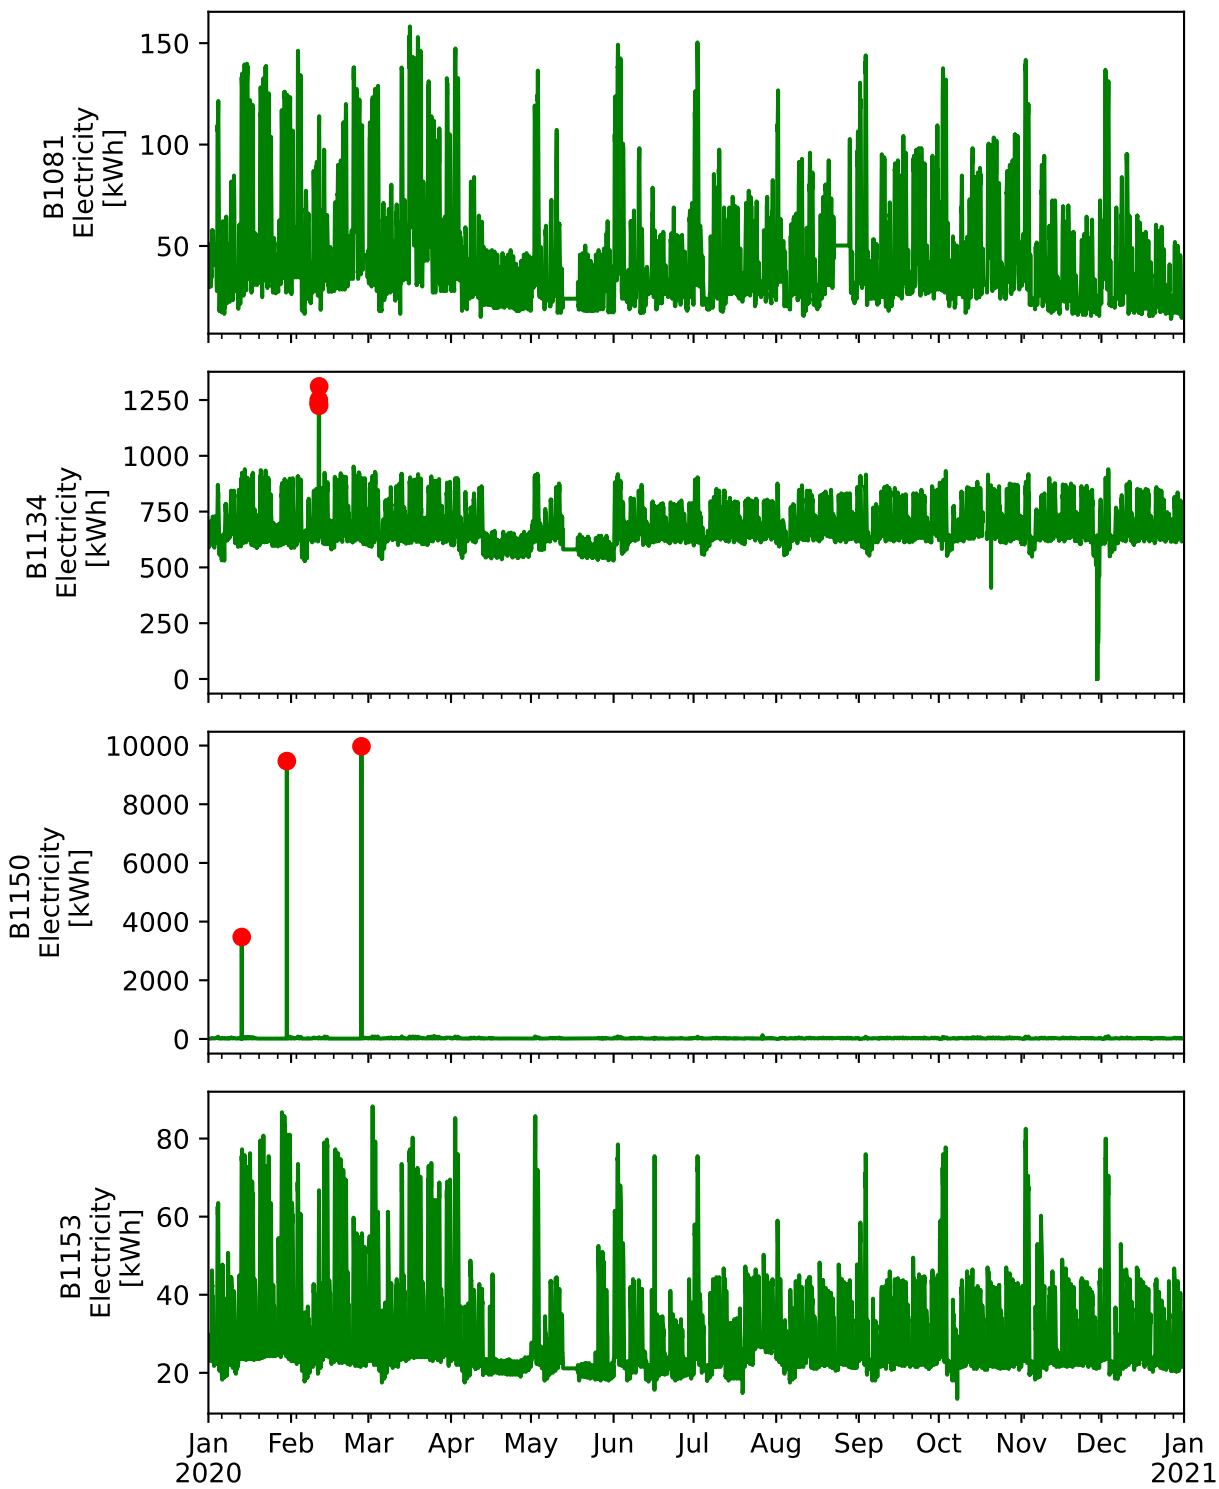 B1081
Electricity
[kWh]
150
100
50
B1134
Electricity
[kWh]
1250
1000
750
500
250
0
B1150
Electricity
[kWh]
10000
8000
6000
4000
2000
0
B1153
Electricity
[kWh]
80
60
40
20
Jan Feb Mar Apr May Jun Jul Aug Sep Oct Nov Dec Jan
2020 2021